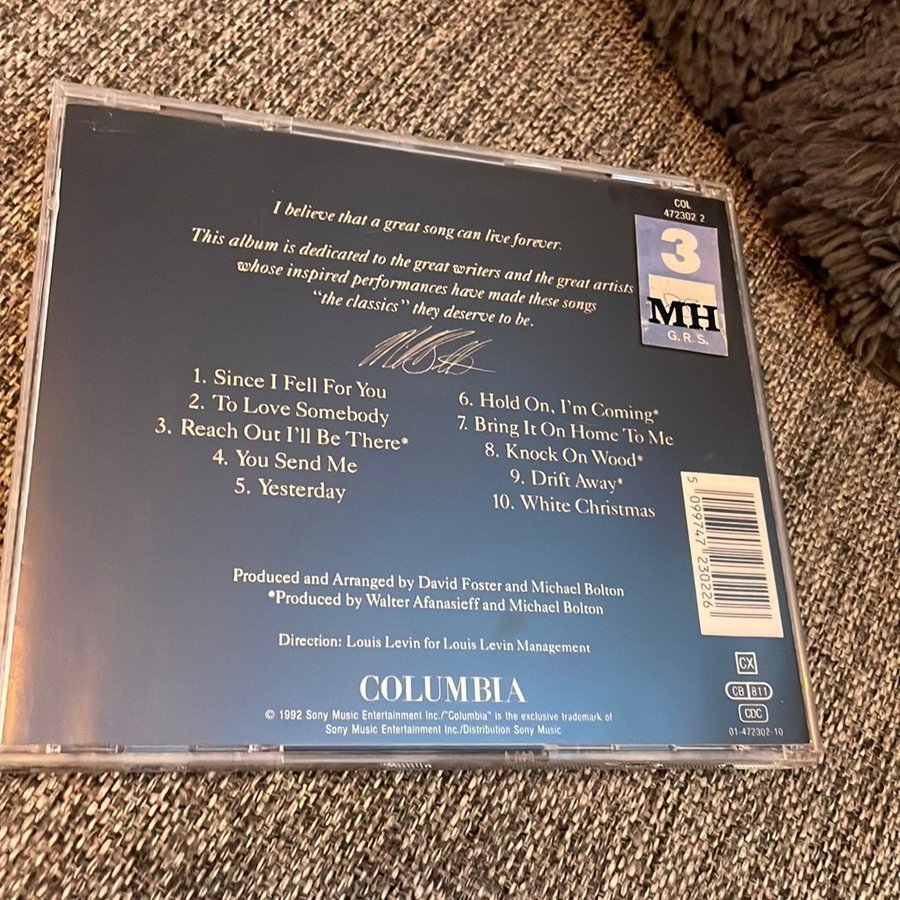 I believe that a great song can live forever.
This album is dedicated to the great writers and the great artists
whose inspired performances have made these songs
"the classics" they deserve to be.
1. Since I Fell For You
2. To Love Somebody
3. Reach Out I'll Be There*
4. You Send Me
5. Yesterday
6. Hold On, I'm Coming*
7. Bring It On Home To Me
8. Knock On Wood*
9. Drift Away*
10. White Christmas
Produced and Arranged by David Foster and Michael Bolton
*Produced by Walter Afanasieff and Michael Bolton
Direction: Louis Levin for Louis Levin Management
COLUMBIA
© 1992 Sony Music Entertainment Inc./"Columbia" is the exclusive trademark of
Sony Music Entertainment Inc./Distribution Sony Music
COL
472302 2
3
MH
G.R.S.
5 099747 230226
CX
CB 811
CDC
01-472302-10